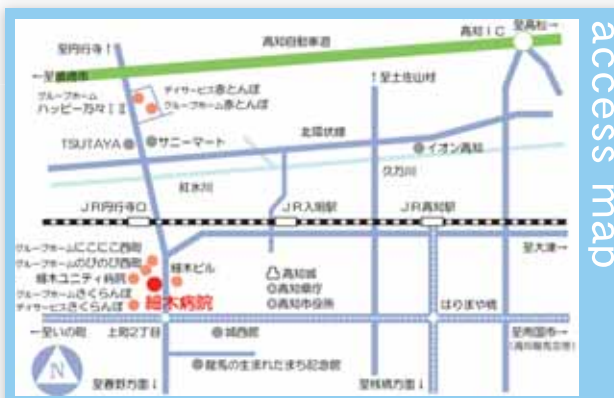 access map
至円行寺↑
高知自動車道
高知IC
至高松→
グループホーム
ハッピー万々ⅠⅡ
デイサービス赤とんぼ
グループホーム赤とんぼ
↑至土佐山村
TSUTAYA
サニーマート
北環状線
イオン高知
久万川
紅水川
JR円行寺口
JR入明駅
JR高知駅
グループホームにこにこ西町
グループホームのびのび西町
細木ユニティ病院
グループホームさくらんぼ
デイサービスさくらんぼ
細木ビル
細木病院
高知城
高知県庁
高知市役所
はりまや橋
至大津→
←至いの町
上町2丁目
城西館
至南国市→
(高知龍馬空港)
龍馬の生まれたまち記念館
N
至春野方面↓
至桟橋方面↓